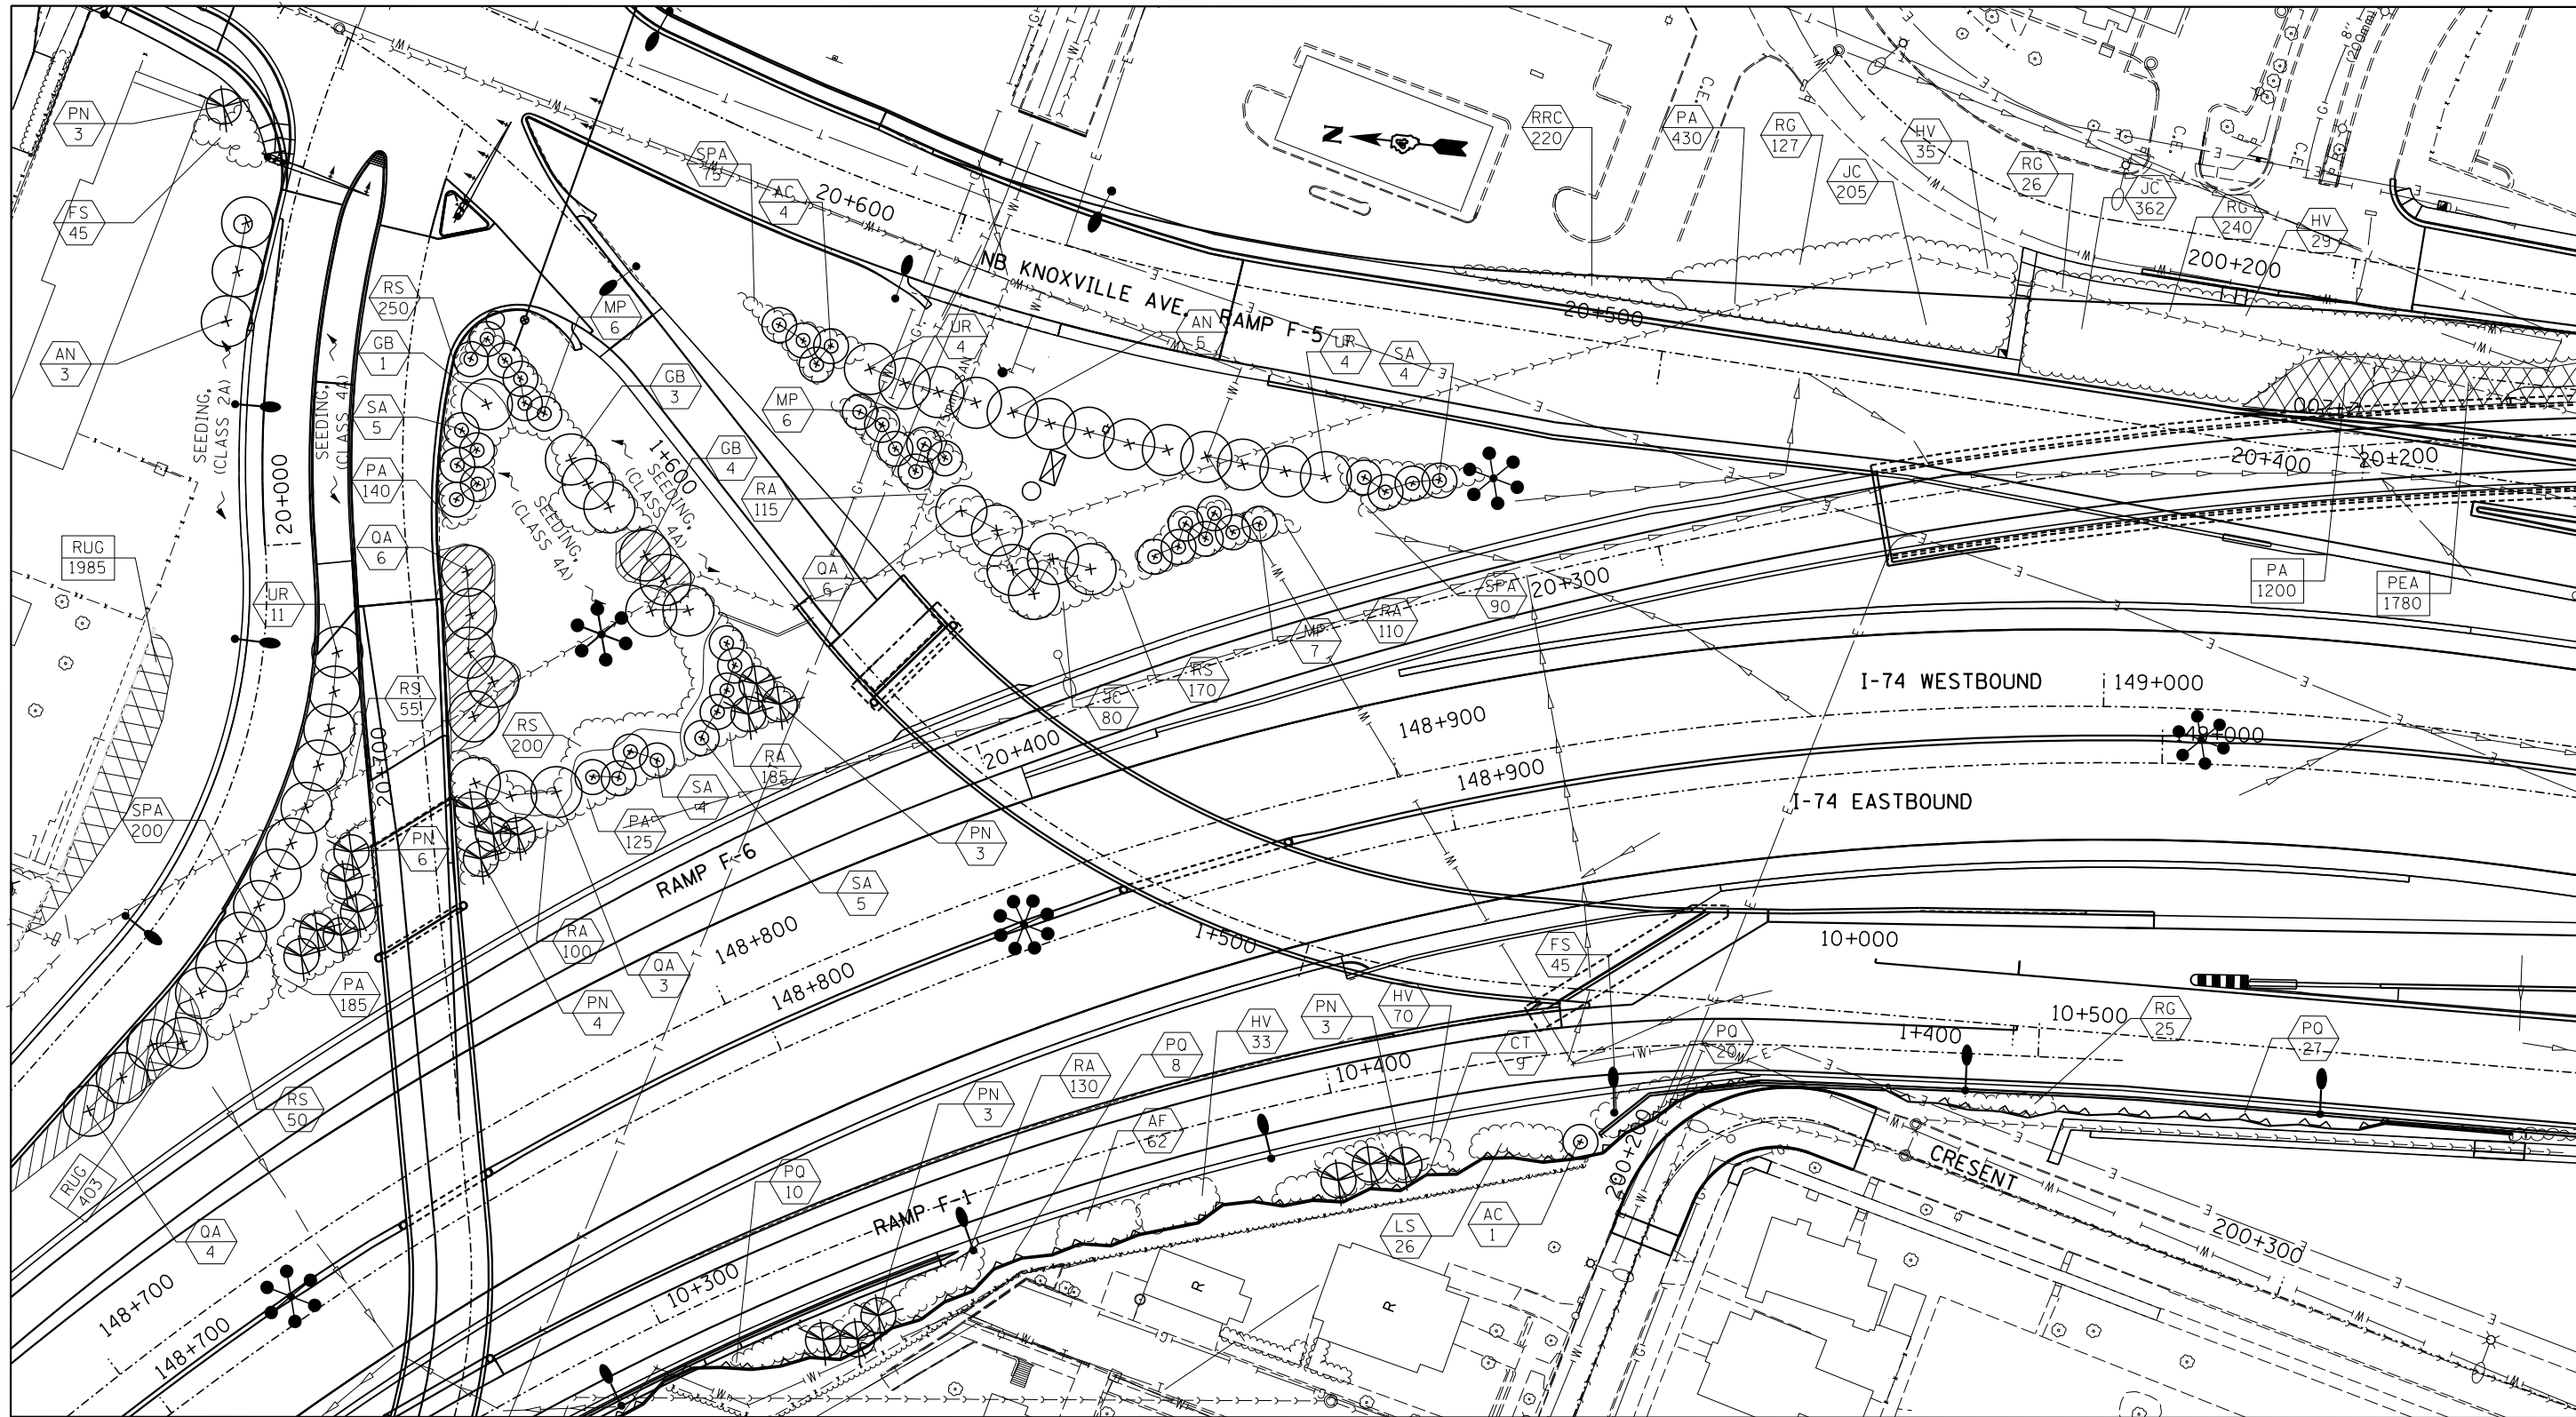 PN
3
FS
45
AN
3
SEEDING,
(CLASS 2A)
SEEDING,
(CLASS 4A)
20+000
RUG
1985
UR
11
RS
250
GB
1
SA
5
PA
140
QA
6
RS
55
SPA
200
PN
6
PA
185
RS
50
RUG
403
QA
4
20+700
MP
6
GB
3
1+600
SEEDING,
(CLASS 4A)
SEEDING,
(CLASS 4A)
GB
4
RA
115
MP
6
QA
6
SPA
75
AC
4
20+600
UR
4
NB KNOXVILLE AVE.
RAMP F-5
AN
5
UR
4
SA
4
20+500
N
C.E.
RRC
220
PA
430
RG
127
JC
205
HV
35
RG
26
JC
362
RG
240
HV
29
C.E.
C.E.
8"
(200mm)
200+200
20+400
20+200
PA
1200
PEA
1780
RS
200
RA
185
SA
4
PA
125
RA
100
QA
3
PN
4
SA
5
PN
3
JC
80
RS
170
MP
7
RA
110
SPA
90
20+300
20+400
RAMP F-6
I-74 WESTBOUND
149+000
148+900
148+900
149+000
I-74 EASTBOUND
148+800
148+800
1+500
10+000
FS
45
HV
70
PN
3
HV
33
PQ
8
RA
130
PN
3
AF
62
PQ
10
CT
9
PQ
20
1+400
10+500
RG
25
PQ
27
10+400
LS
26
AC
1
200+200
CRESENT
200+300
RAMP F-1
10+300
148+700
148+700
R
R